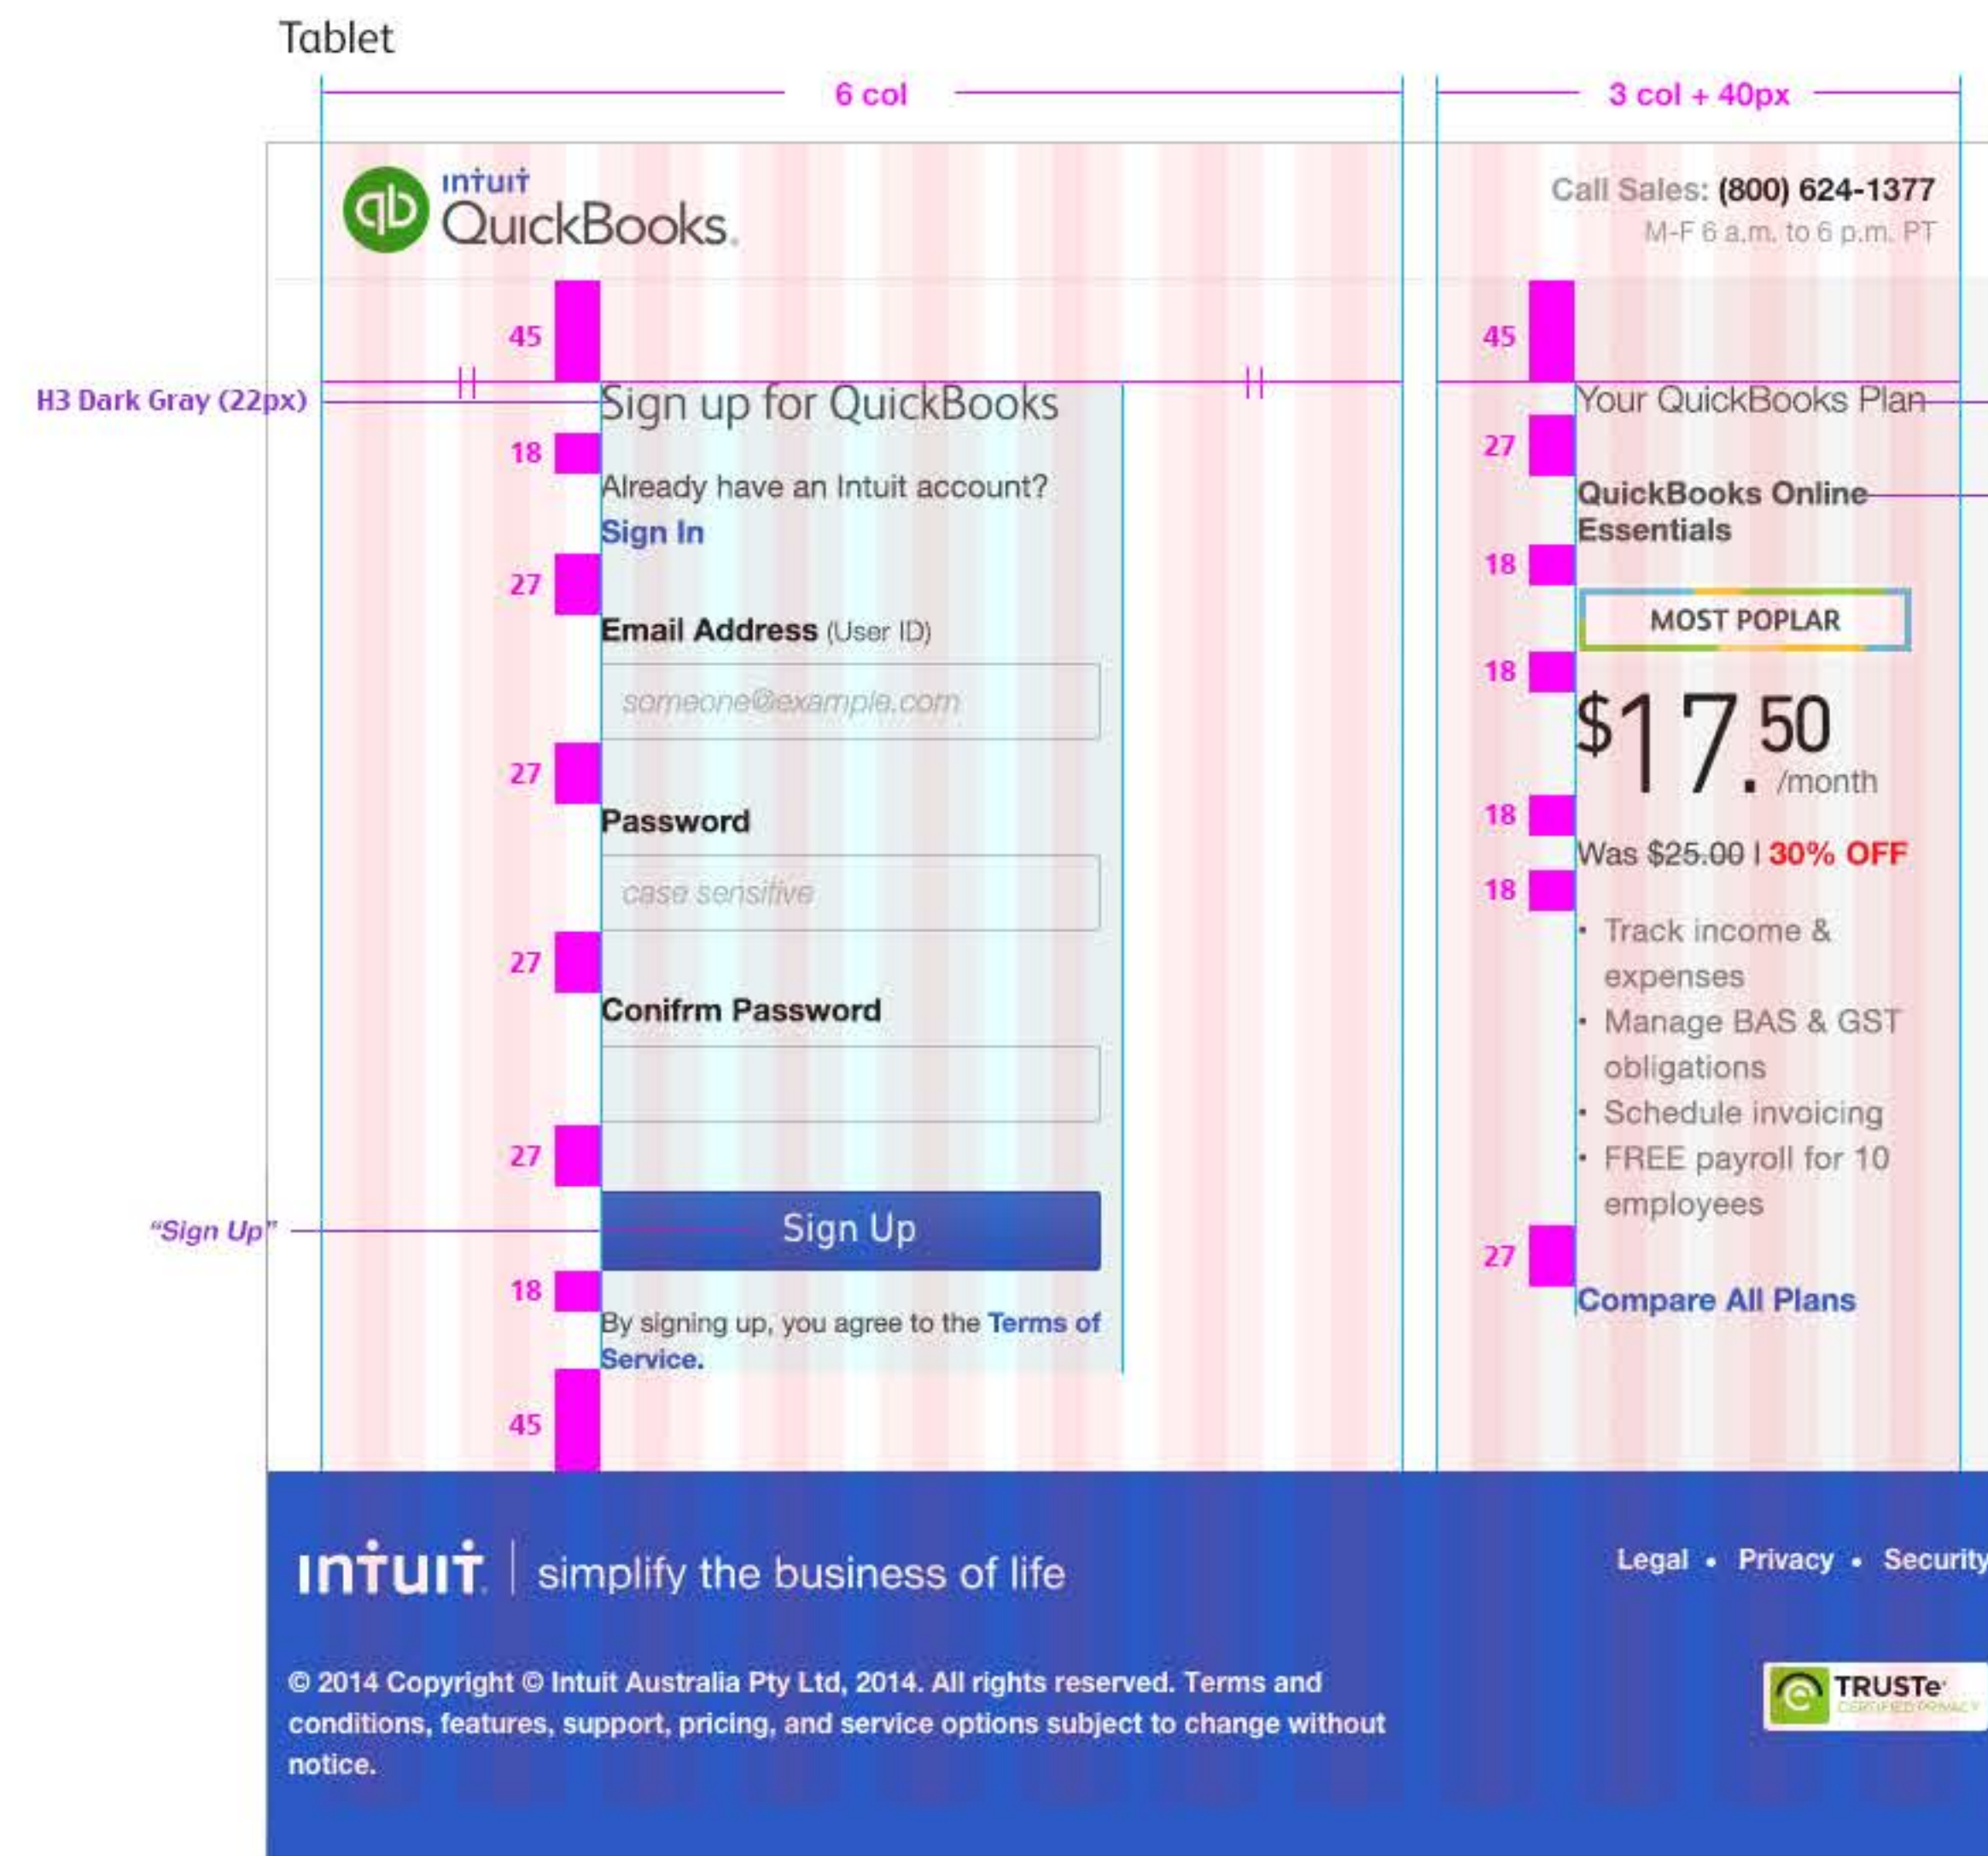 Tablet
6 col
3 col + 40px
qb
intuit
QuickBooks.
Call Sales: (800) 624-1377
M-F 6 a.m. to 6 p.m. PT
45
H3 Dark Gray (22px)
Sign up for QuickBooks
18
Already have an Intuit account?
Sign In
27
Email Address (User ID)
someone@example.com
27
Password
case sensitive
27
Conifrm Password
27
"Sign Up"
Sign Up
18
By signing up, you agree to the Terms of
Service.
45
45
Your QuickBooks Plan
27
QuickBooks Online
Essentials
18
MOST POPLAR
18
$17.50
/month
18
Was $25.00 | 30% OFF
18
• Track income &
expenses
• Manage BAS & GST
obligations
• Schedule invoicing
• FREE payroll for 10
employees
27
Compare All Plans
intuit | simplify the business of life
Legal • Privacy • Security
© 2014 Copyright © Intuit Australia Pty Ltd, 2014. All rights reserved. Terms and
conditions, features, support, pricing, and service options subject to change without
notice.
TRUSTe
CERTIFIED PRIVACY